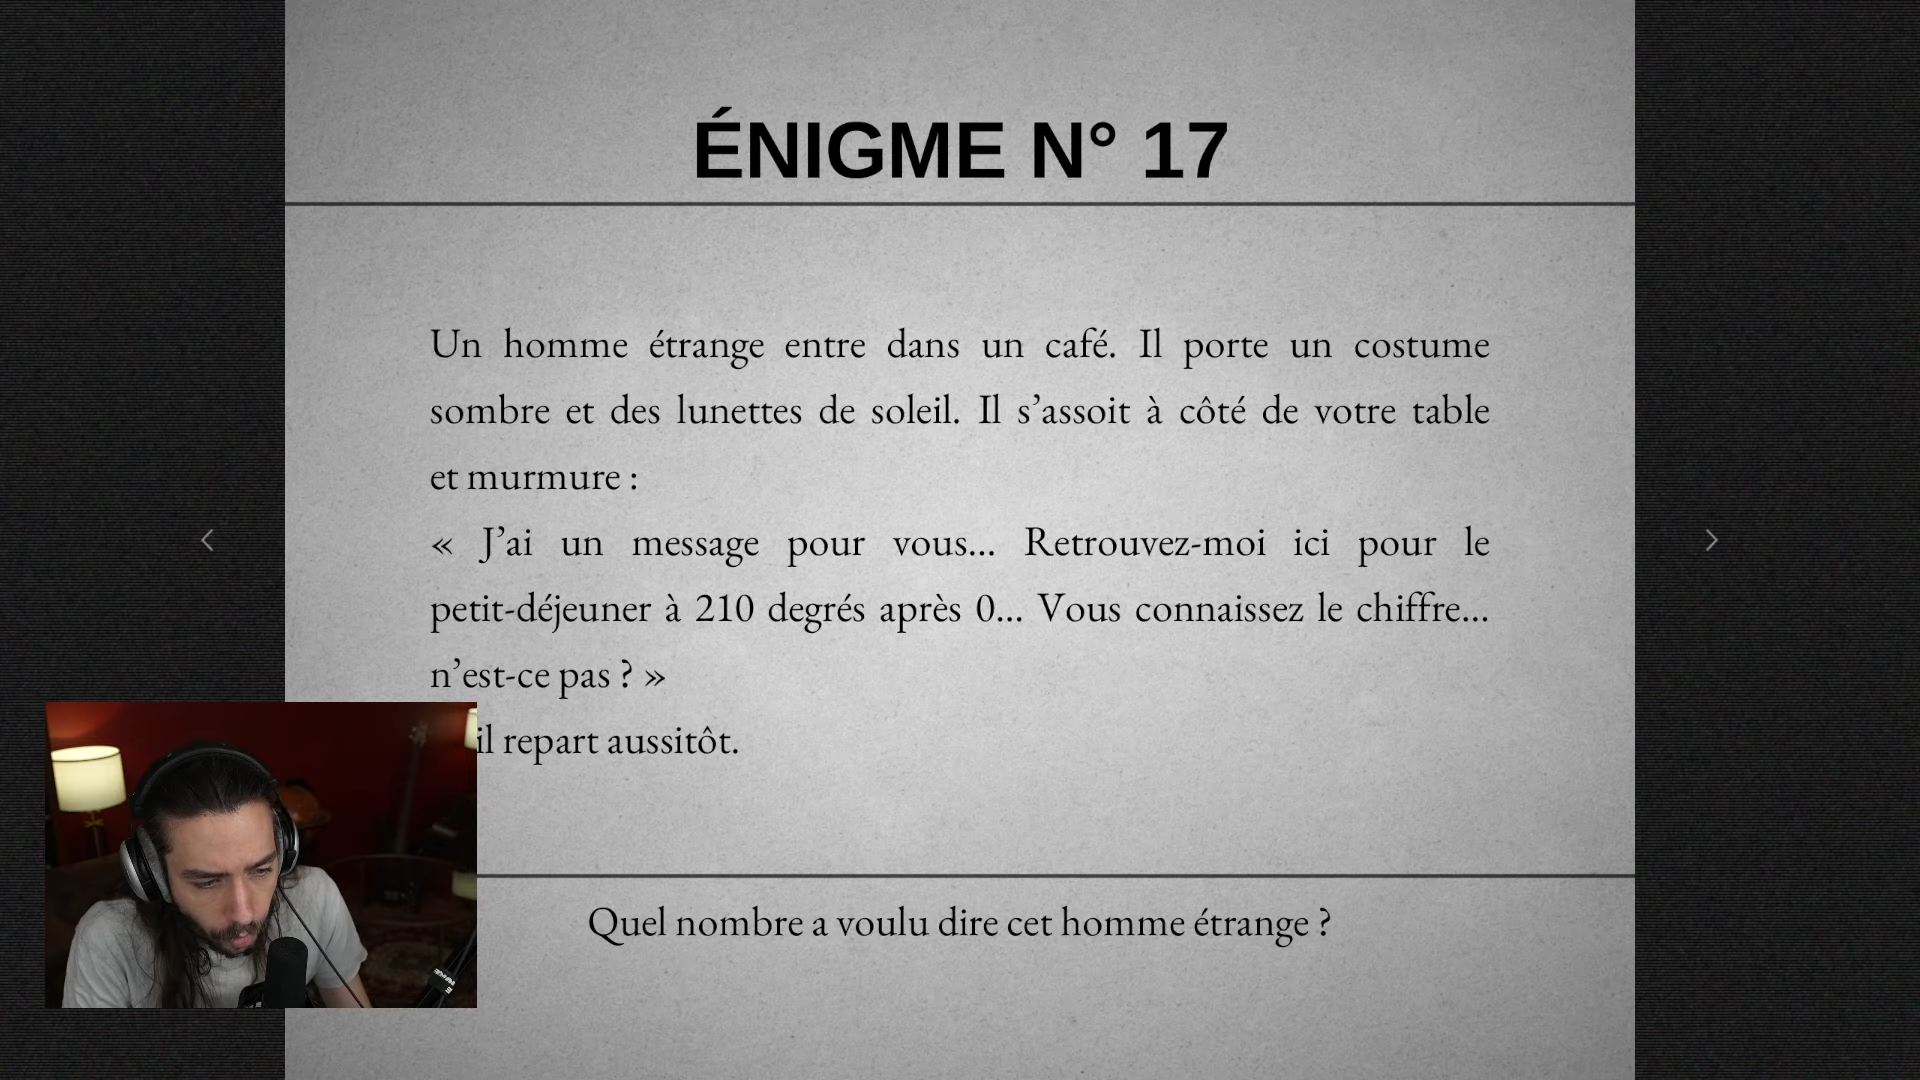 ÉNIGME N° 17
Un homme étrange entre dans un café. Il porte un costume
sombre et des lunettes de soleil. Il s’assoit à côté de votre table
et murmure :
« J’ai un message pour vous... Retrouvez-moi ici pour le
petit-déjeuner à 210 degrés après 0... Vous connaissez le chiffre...
n’est-ce pas ? »
il repart aussitôt.
Quel nombre a voulu dire cet homme étrange ?